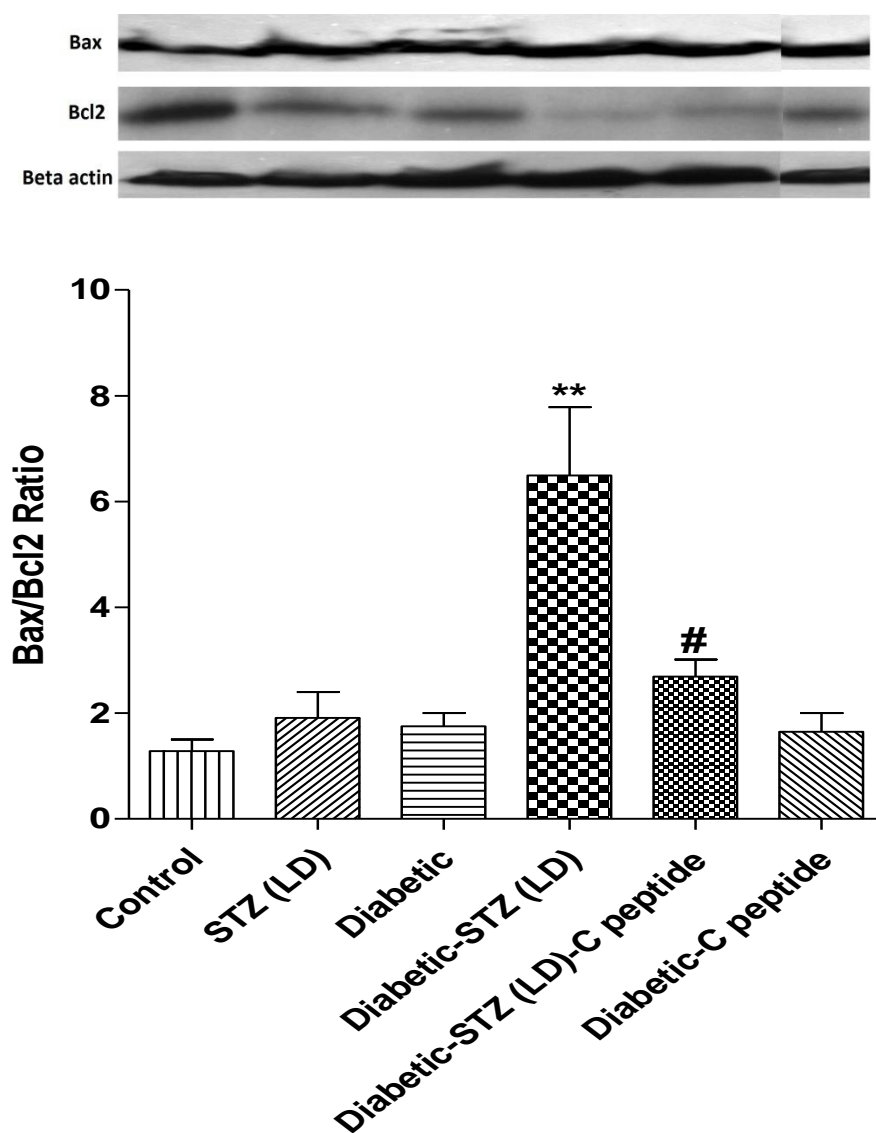 Bax
Bcl2
Beta actin
10
8
6
4
2
0
Bax/Bcl2 Ratio
**
#
Control
STZ (LD)
Diabetic
Diabetic-STZ (LD)
Diabetic-STZ (LD)-C peptide
Diabetic-C peptide